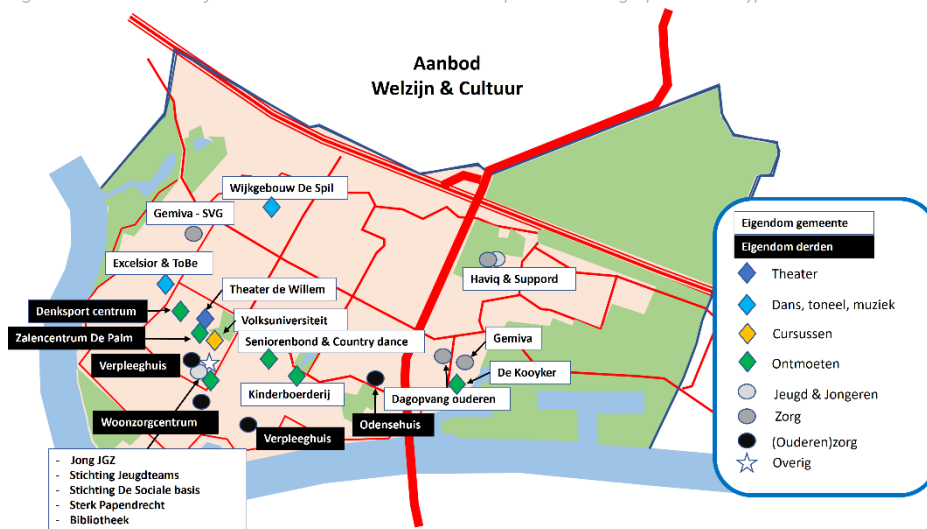 Aanbod
Welzijn & Cultuur
Wijkgebouw De Spil
Gemiva - SVG
Excelsior & ToBe
Theater de Willem
Denksport centrum
Volksuniversiteit
Zalencentrum De Palm
Seniorenbond & Country dance
Verpleeghuis
Kinderboerderij
Woonzorgcentrum
Verpleeghuis
Odensehuis
Dagopvang ouderen
De Kooyker
Gemiva
Haviq & Suppord
- Jong JGZ
- Stichting Jeugdteams
- Stichting De Sociale basis
- Sterk Papendrecht
- Bibliotheek
Eigendom gemeente
Eigendom derden
Theater
Dans, toneel, muziek
Cursussen
Ontmoeten
Jeugd & Jongeren
Zorg
(Ouderen)zorg
Overig